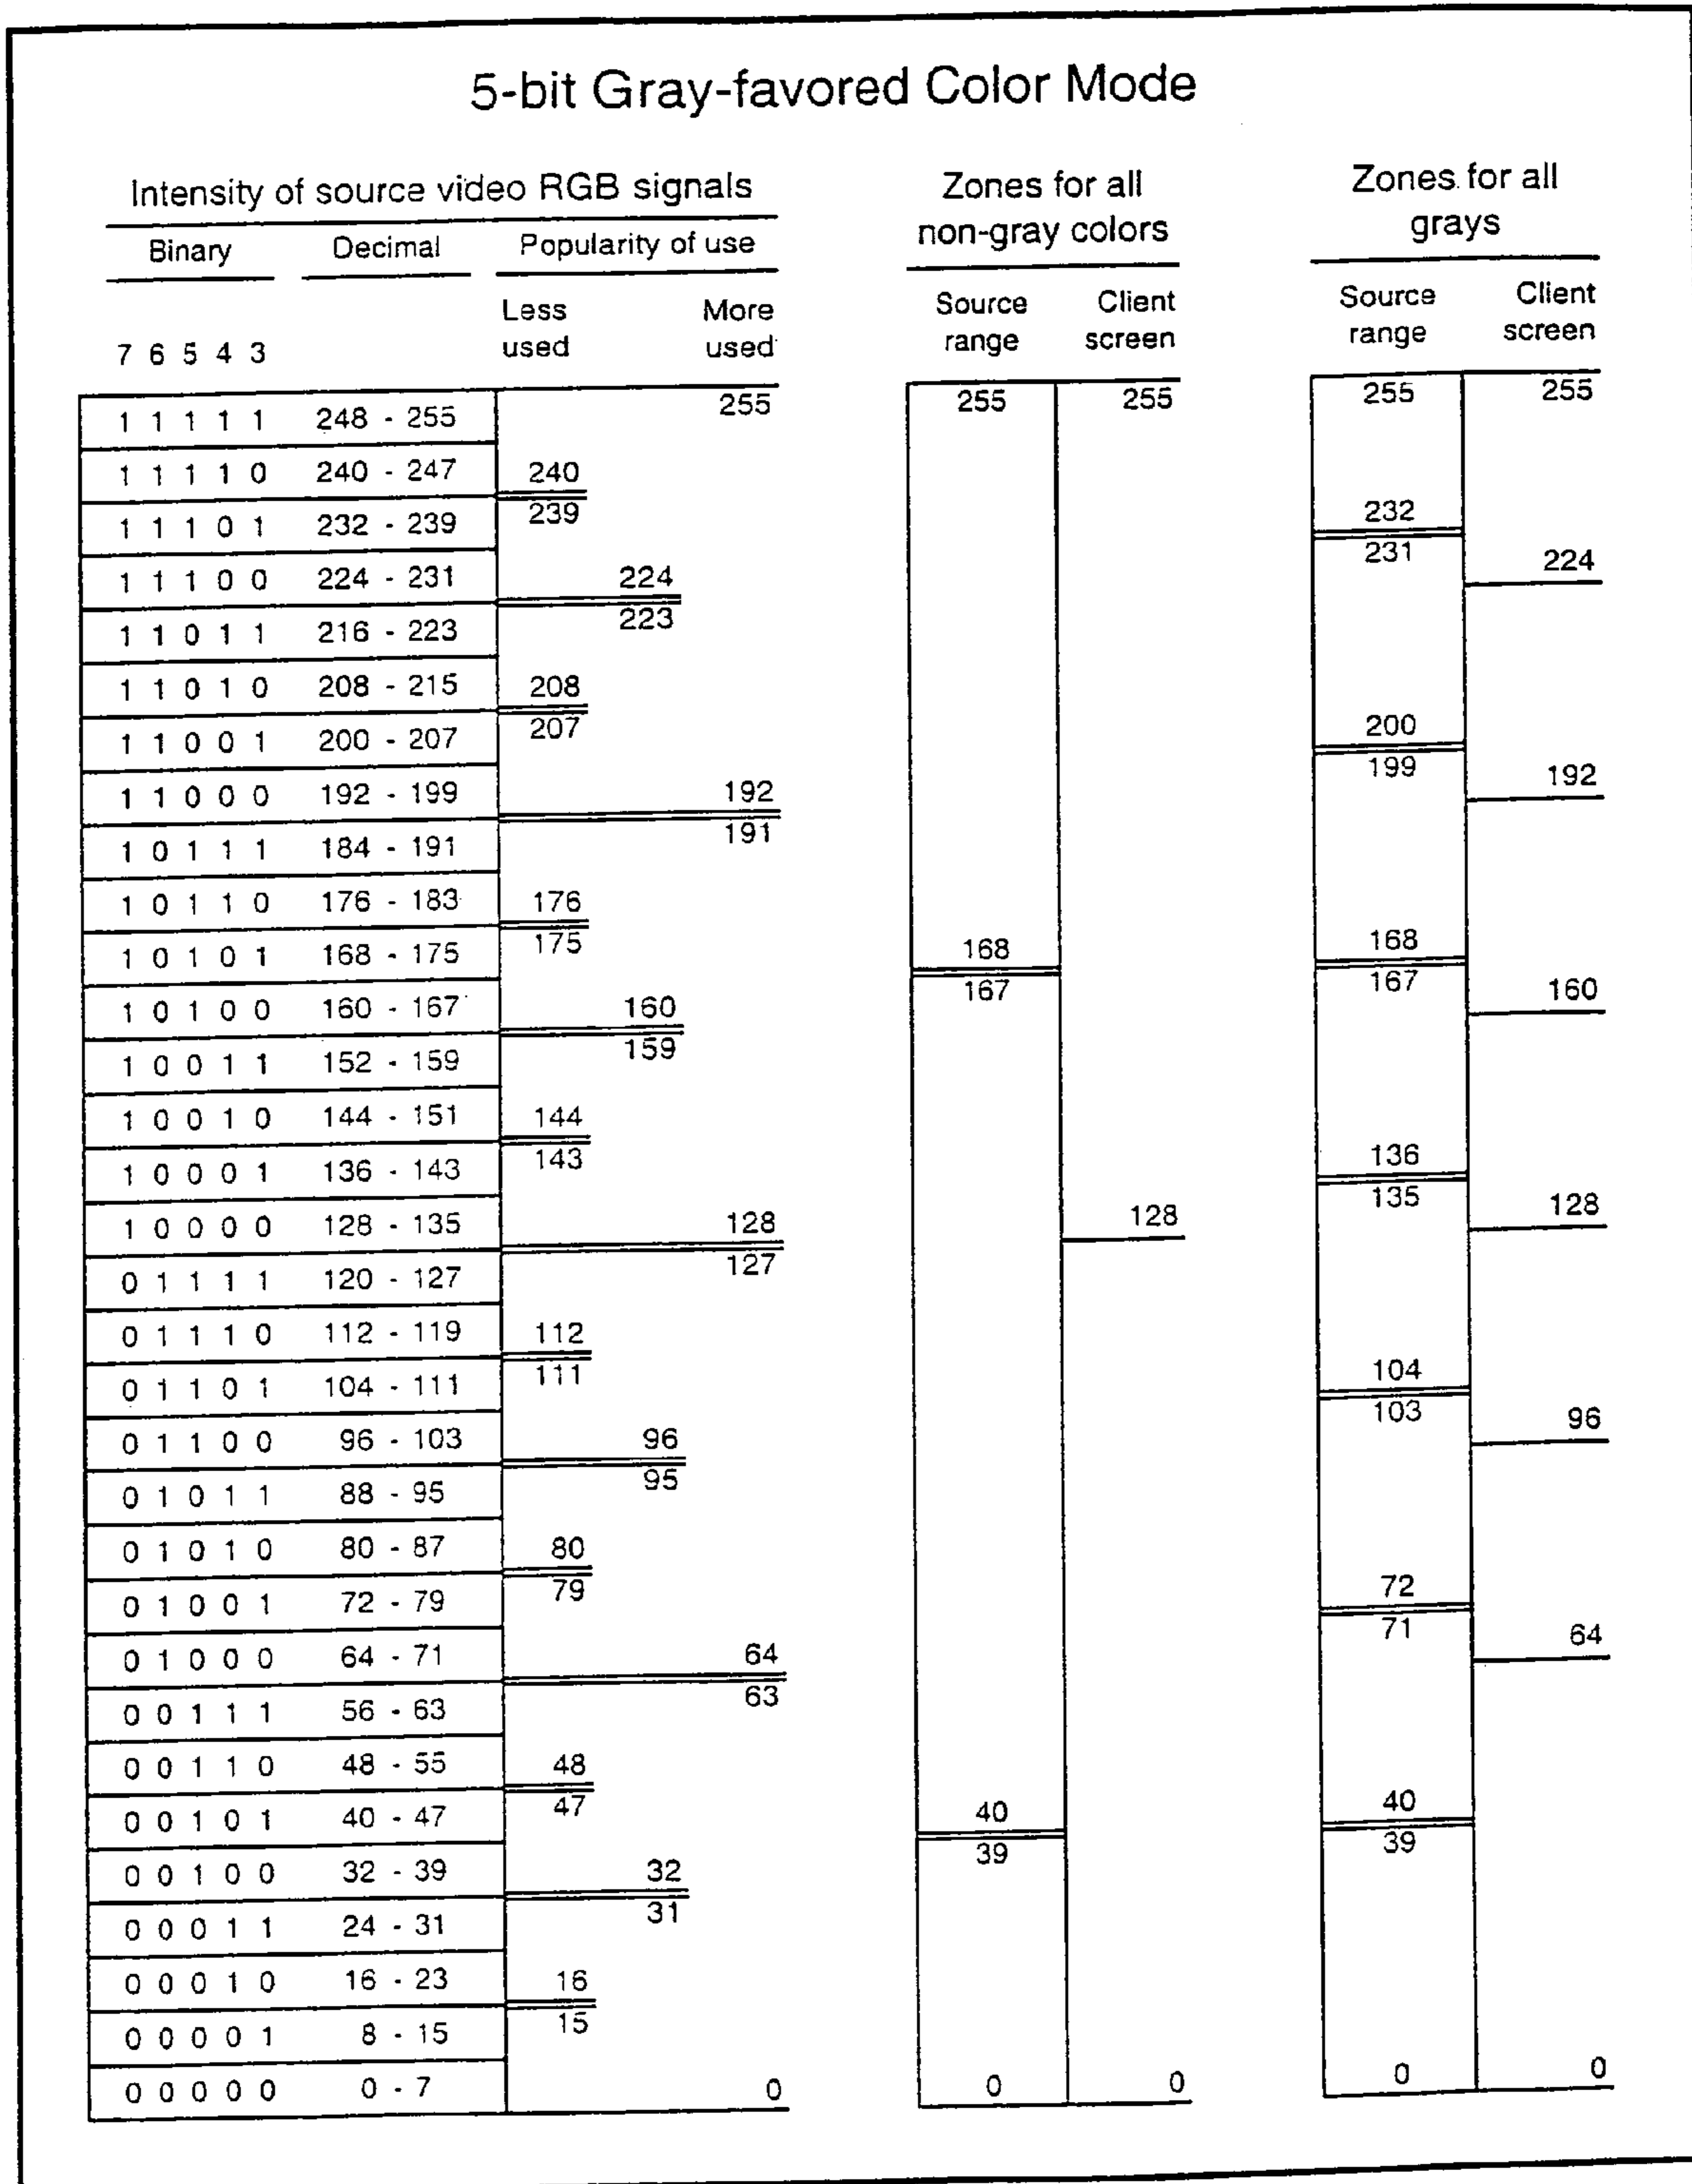 5-bit Gray-favored Color Mode
Intensity of source video RGB signals
Binary Decimal Popularity of use
Less used More used
7 6 5 4 3
1 1 1 1 1 248 - 255 255
1 1 1 1 0 240 - 247 240
239
1 1 1 0 1 232 - 239
1 1 1 0 0 224 - 231 224
223
1 1 0 1 1 216 - 223
1 1 0 1 0 208 - 215 208
207
1 1 0 0 1 200 - 207
1 1 0 0 0 192 - 199 192
191
1 0 1 1 1 184 - 191
1 0 1 1 0 176 - 183 176
175
1 0 1 0 1 168 - 175
1 0 1 0 0 160 - 167 160
159
1 0 0 1 1 152 - 159
1 0 0 1 0 144 - 151 144
143
1 0 0 0 1 136 - 143
1 0 0 0 0 128 - 135 128
127
0 1 1 1 1 120 - 127
0 1 1 1 0 112 - 119 112
111
0 1 1 0 1 104 - 111
0 1 1 0 0 96 - 103 96
95
0 1 0 1 1 88 - 95
0 1 0 1 0 80 - 87 80
79
0 1 0 0 1 72 - 79
0 1 0 0 0 64 - 71 64
63
0 0 1 1 1 56 - 63
0 0 1 1 0 48 - 55 48
47
0 0 1 0 1 40 - 47
0 0 1 0 0 32 - 39 32
31
0 0 0 1 1 24 - 31
0 0 0 1 0 16 - 23 16
15
0 0 0 0 1 8 - 15
0 0 0 0 0 0 - 7 0
Zones for all
non-gray colors
Source range Client screen
255 255
168
167
128
40
39
0 0
Zones for all
grays
Source range Client screen
255 255
232
231
224
200
199
192
168
167
160
136
135
128
104
103
96
72
71
64
40
39
0 0